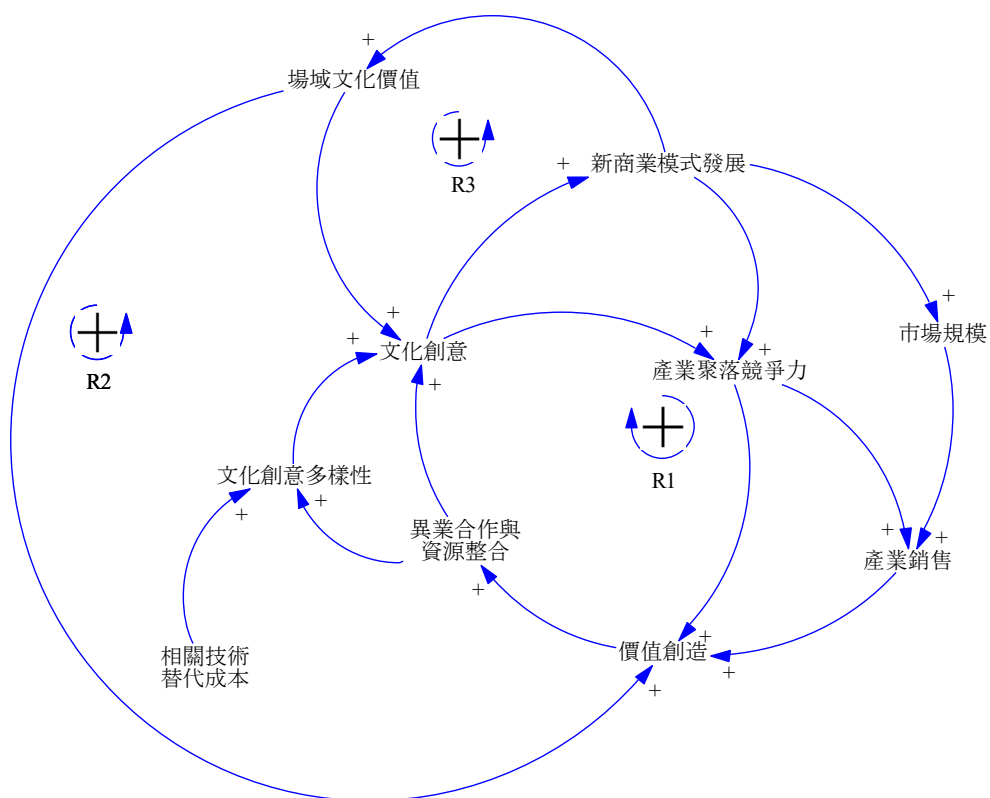 +
場域文化價值
R3
+
新商業模式發展
+
市場規模
R2
+
+
文化創意
+
+
+
產業聚落競爭力
R1
文化創意多樣性
+
+
異業合作與
資源整合
+
+
產業銷售
+
相關技術
替代成本
價值創造
+
+
+